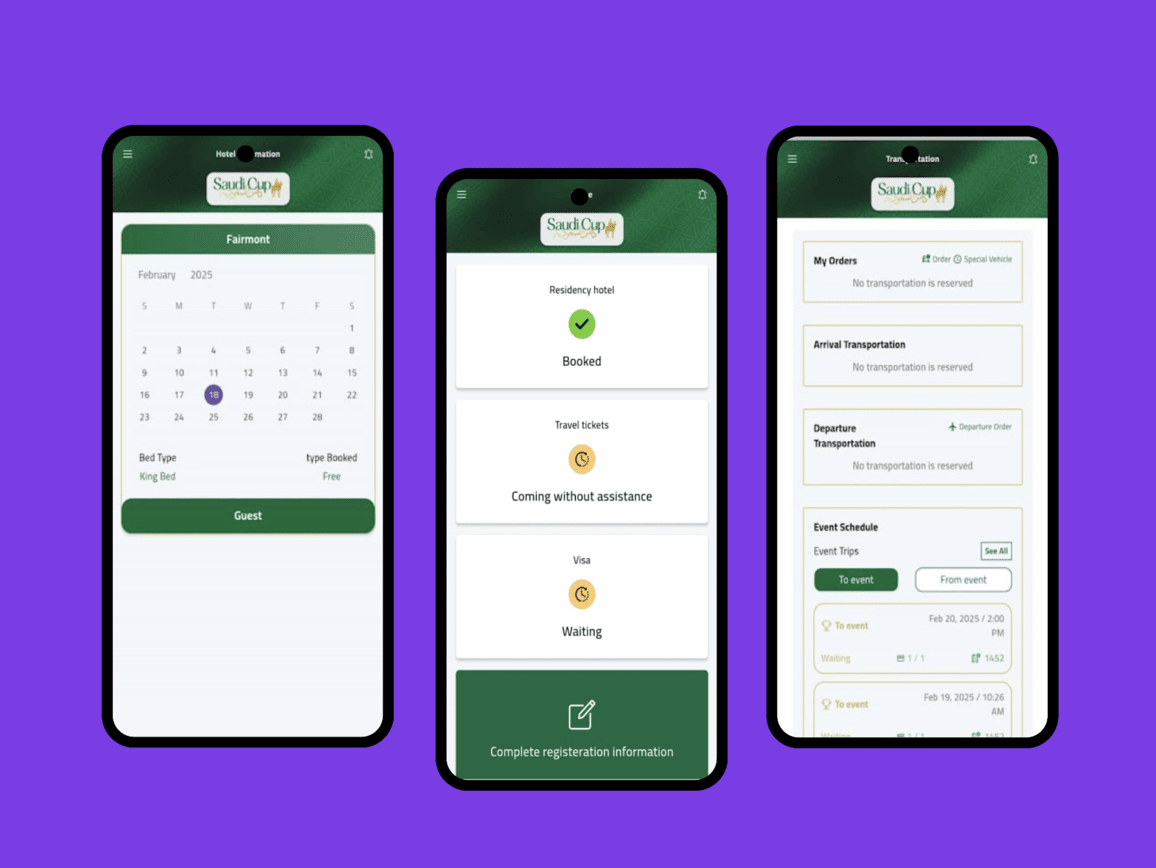 Hotel mation
Saudi Cup
Fairmont
February 2025
S M T W T F S
1
2 3 4 5 6 7 8
9 10 11 12 13 14 15
16 17 18 19 20 21 22
23 24 25 26 27 28
Bed Type type Booked
King Bed Free
Guest
e
Saudi Cup
Residency hotel
Booked
Travel tickets
Coming without assistance
Visa
Waiting
Complete registeration information
Tran tation
Saudi Cup
My Orders Order Special Vehicle
No transportation is reserved
Arrival Transportation
No transportation is reserved
Departure Departure Order
Transportation
No transportation is reserved
Event Schedule
Event Trips See All
To event From event
To event Feb 20, 2025 / 2:00
PM
Waiting 1 / 1 1452
To event Feb 19, 2025 / 10:26
AM
Waiting 1 / 1 1452